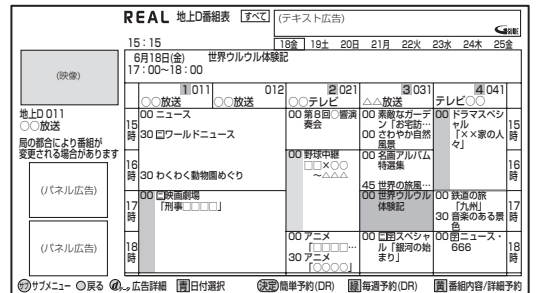 REAL 地上D番組表 すべて (テキスト広告)
G-GUIDE
15:15 18金 19土 20日 21月 22火 23水 24木 25金
6月18日(金) 世界ウルウル体験記
17:00~18:00
(映像)
地上D 011
○○放送
局の都合により番組が
変更される場合があります
(パネル広告)
(パネル広告)
1 011 012 2 021 3 031 4 041
○○放送 ○○放送 ○○テレビ △△放送 テレビ○○
15時
00 ニュース
30 ニワールドニュース
00 第8回○響演
奏会
00 素敵なガーデ
ン「お宅訪…
00 さわやか自然
風景
00 ドラマスペシ
ャル
「××家の人
々」
15時
16時
30 わくわく動物園めぐり
00 野球中継
□×○○
~△△△
00 名画アルバム
特選集
45 世界の旅風…
16時
17時
00 二映画劇場
「刑事□□□□」
00 世界ウルウル
体験記
00 鉄道の旅
「九州」
30 音楽のある景
色
17時
18時
00 アニメ
「□□□□…
30 アニメ
「○○○○」
00 二字スペシャ
ル「銀河の始
まり」
00 字ニュース・
666
18時
サブ サブメニュー ○戻る d 広告詳細 青 日付選択 決定 簡単予約(DR) 緑 毎週予約(DR) 黄 番組内容/詳細予約